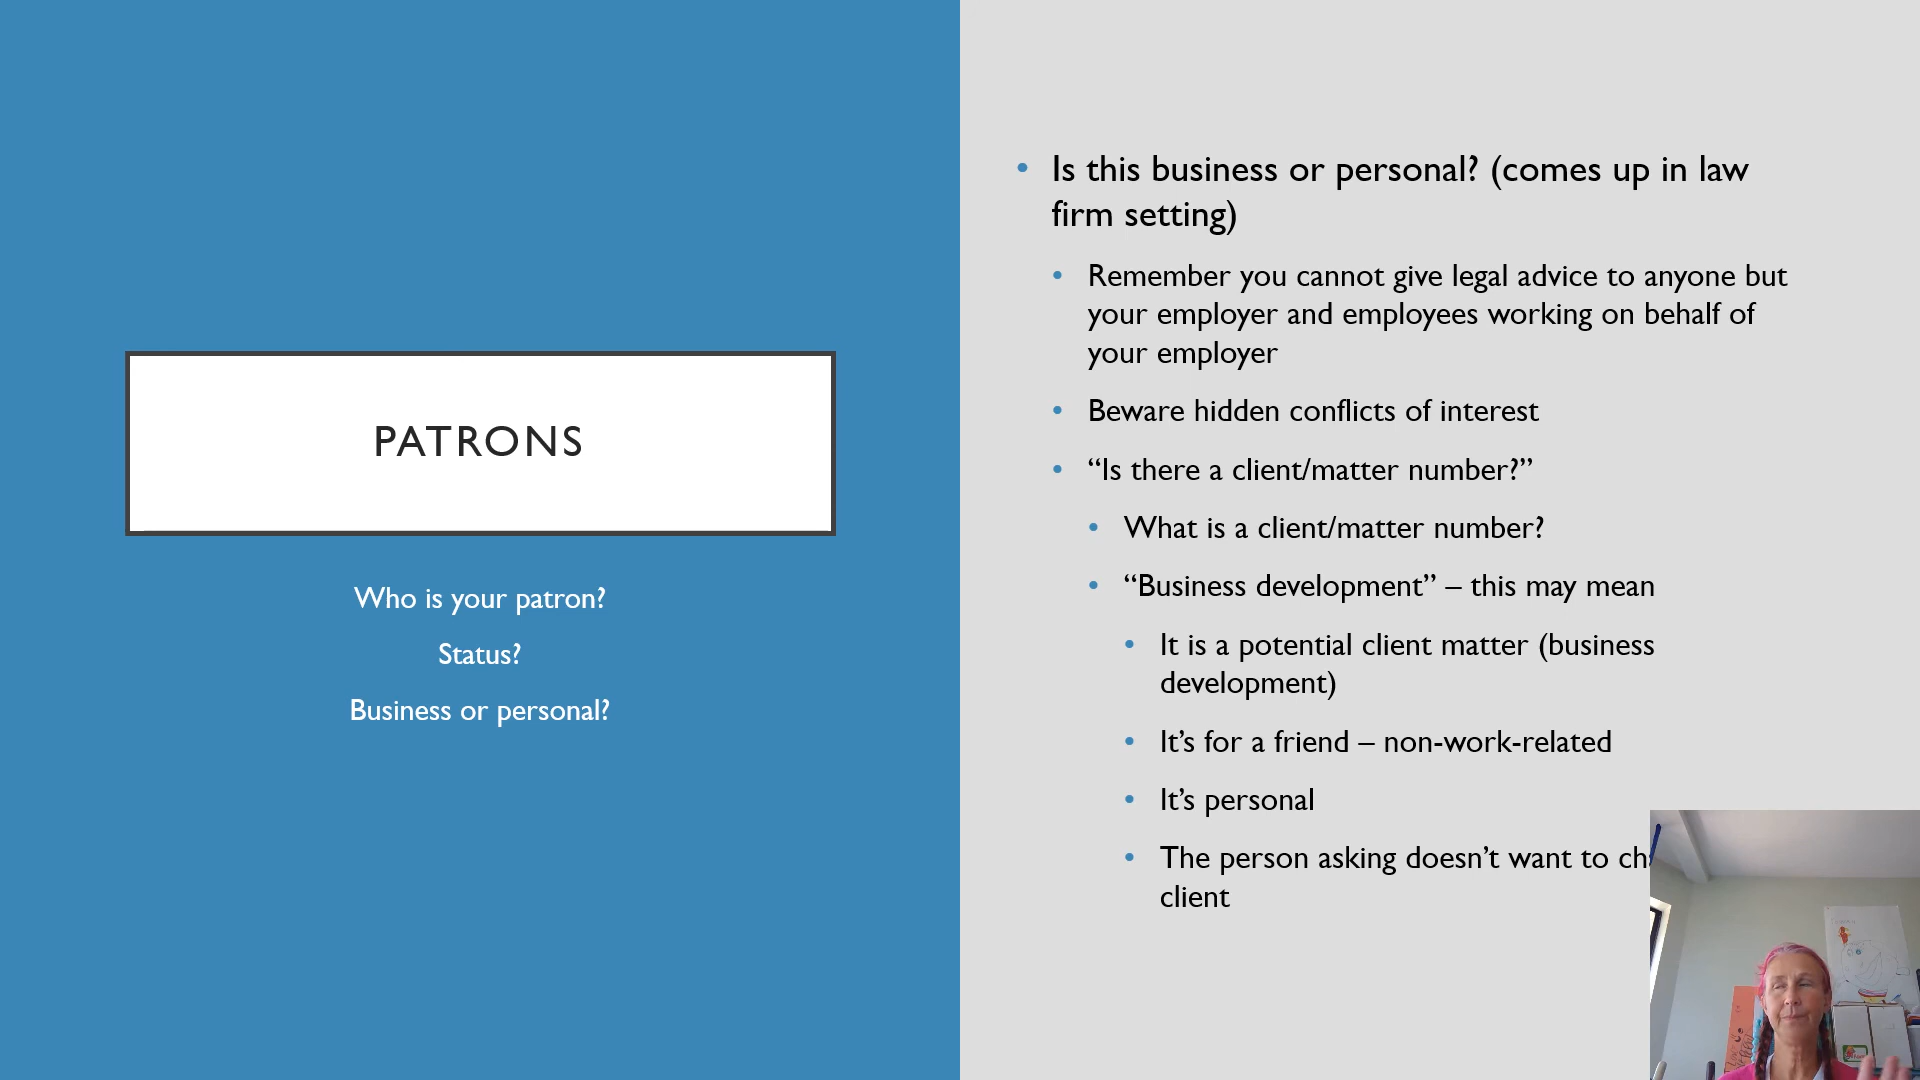 PATRONS
Who is your patron?
Status?
Business or personal?
• Is this business or personal? (comes up in law
firm setting)
• Remember you cannot give legal advice to anyone but
your employer and employees working on behalf of
your employer
• Beware hidden conflicts of interest
• “Is there a client/matter number?”
• What is a client/matter number?
• “Business development” – this may mean
• It is a potential client matter (business
development)
• It’s for a friend – non-work-related
• It’s personal
• The person asking doesn’t want to
client